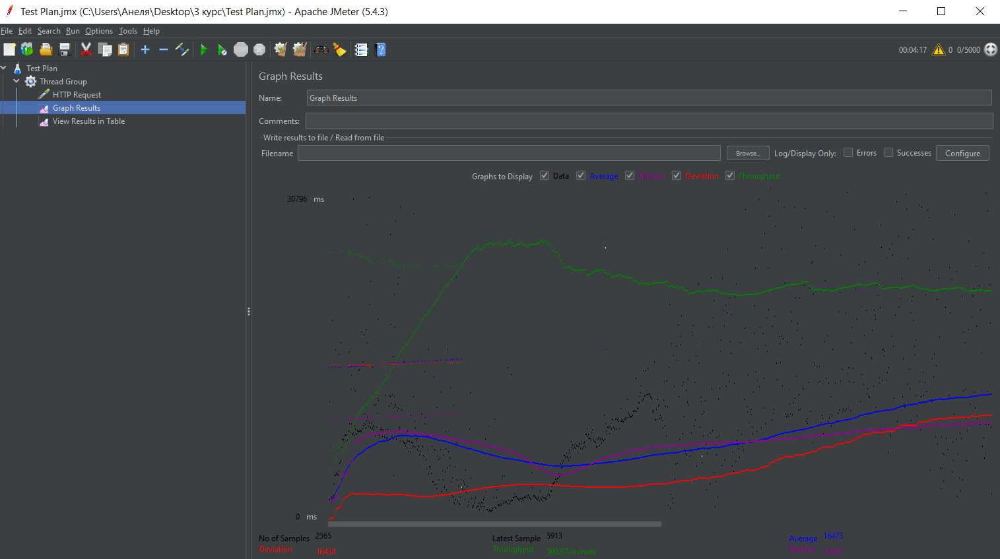 Test Plan.jmx (C:\Users\Анеля\Desktop\3 курс\Test Plan.jmx) - Apache JMeter (5.4.3)
File Edit Search Run Options Tools Help
STOP
?
00:04:17 0 0/5000
Test Plan
Thread Group
HTTP Request
Graph Results
View Results in Table
Graph Results
Name: Graph Results
Comments:
Write results to file / Read from file
Filename Browse... Log/Display Only: Errors Successes Configure
Graphs to Display Data Average Median Deviation Throughput
30796 ms
0 ms
No of Samples 2565 Latest Sample 5913 Average 16473
Deviation 16488 Throughput 599.97/minute Median